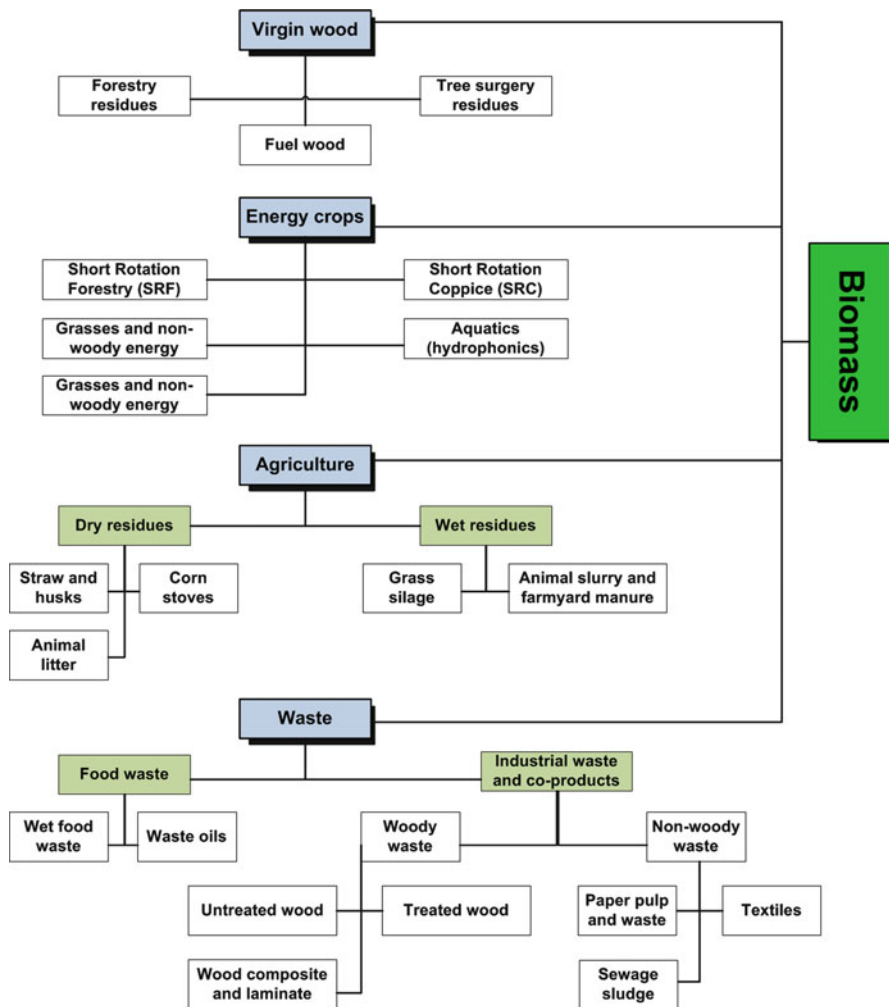 Virgin wood
Forestry
residues
Tree surgery
residues
Fuel wood
Energy crops
Short Rotation
Forestry (SRF)
Short Rotation
Coppice (SRC)
Grasses and non-
woody energy
Aquatics
(hydrophonics)
Grasses and non-
woody energy
Biomass
Agriculture
Dry residues
Wet residues
Straw and
husks
Corn
stoves
Grass
silage
Animal slurry and
farmyard manure
Animal
litter
Waste
Food waste
Industrial waste
and co-products
Wet food
waste
Waste oils
Woody
waste
Non-woody
waste
Untreated wood
Treated wood
Paper pulp
and waste
Textiles
Wood composite
and laminate
Sewage
sludge